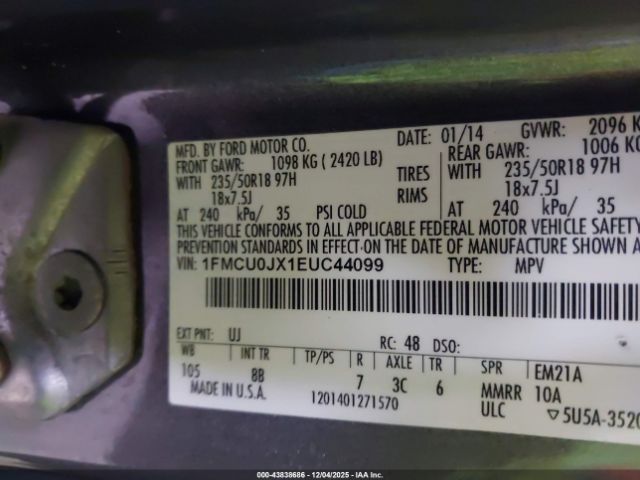 MFD. BY FORD MOTOR CO.
DATE: 01/14 GVWR: 2096 K
FRONT GAWR: 1098 KG ( 2420 LB) REAR GAWR: 1006 KG
WITH 235/50R18 97H TIRES WITH 235/50R18 97H
18x7.5J RIMS 18x7.5J
AT 240 kPa/ 35 PSI COLD AT 240 kPa/ 35
THIS VEHICLE CONFORMS TO ALL APPLICABLE FEDERAL MOTOR VEHICLE SAFETY
PREVENTION STANDARDS IN EFFECT ON THE DATE OF MANUFACTURE SHOWN A
VIN: 1FMCU0JX1EUC44099 TYPE: MPV
EXT PNT: UJ RC: 48 DSO:
WB INT TR TP/PS R AXLE TR SPR EM21A
105 8B 7 3C 6 MMRR 10A
MADE IN U.S.A. 1201401271570 ULC ▽5U5A-3520
000-43838686 - 12/04/2025 - IAAI.com